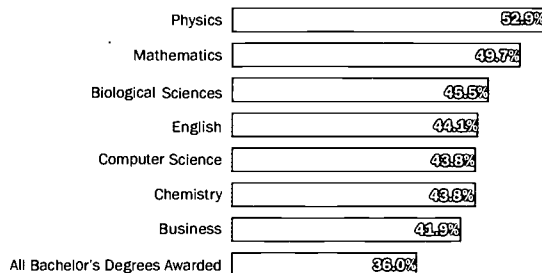 Physics 52.9%
Mathematics 49.7%
Biological Sciences 45.5%
English 44.1%
Computer Science 43.8%
Chemistry 43.8%
Business 41.9%
All Bachelor's Degrees Awarded 36.0%